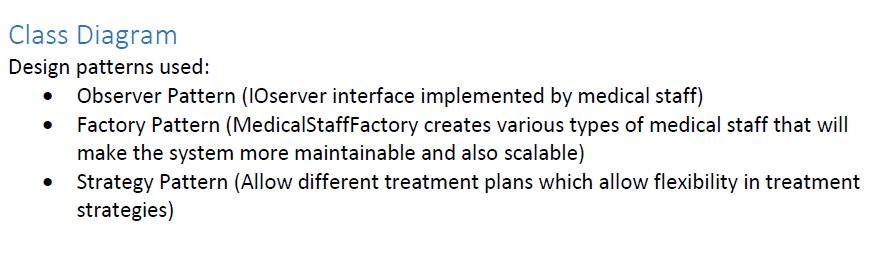 Class Diagram
Design patterns used:
• Observer Pattern (IOserver interface implemented by medical staff)
• Factory Pattern (MedicalStaffFactory creates various types of medical staff that will
make the system more maintainable and also scalable)
• Strategy Pattern (Allow different treatment plans which allow flexibility in treatment
strategies)